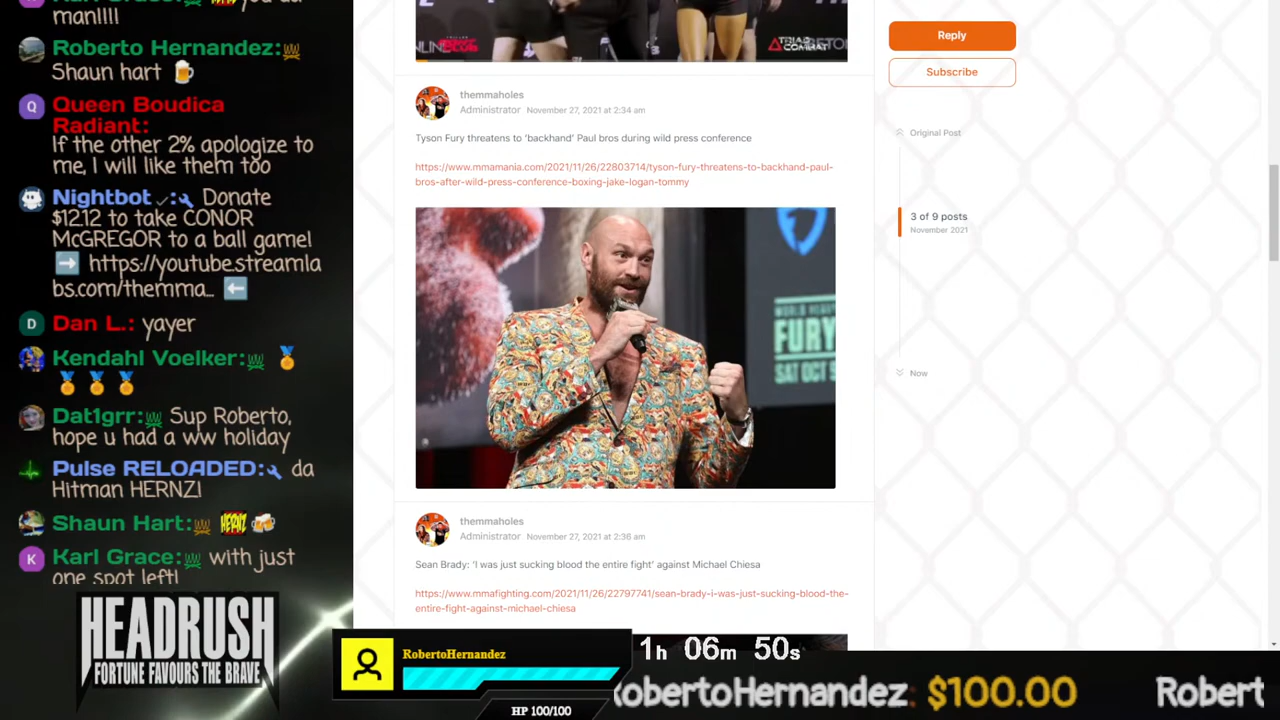 man!!!!
Roberto Hernandez:
Shaun hart
Queen Boudica
Radiant:
If the other 2% apologize to
me, I will like them too
Nightbot ✓: Donate
$12.12 to take CONOR
McGREGOR to a ball game!
https://youtube.streamla
bs.com/themma...
Dan L.: yayer
Kendahl Voelker:
Dat1grr: Sup Roberto,
hope u had a ww holiday
Pulse RELOADED: da
Hitman HERNZ!
Shaun Hart: HERNZ
Karl Grace: with just
one spot left!
HEADRUSH
FORTUNE FAVOURS THE BRAVE
TRIAD
COMBAT
themmaholes
Administrator November 27, 2021 at 2:34 am
Tyson Fury threatens to ‘backhand’ Paul bros during wild press conference
https://www.mmamania.com/2021/11/26/22803714/tyson-fury-threatens-to-backhand-paul-
bros-after-wild-press-conference-boxing-jake-logan-tommy
FURY
themmaholes
Administrator November 27, 2021 at 2:36 am
Sean Brady: ‘I was just sucking blood the entire fight’ against Michael Chiesa
https://www.mmafighting.com/2021/11/26/22797741/sean-brady-i-was-just-sucking-blood-the-
entire-fight-against-michael-chiesa
Reply
Subscribe
Original Post
3 of 9 posts
November 2021
Now
RobertoHernandez
HP 100/100
1h 06m 50s
obertoHernandez: $100.00 Robert